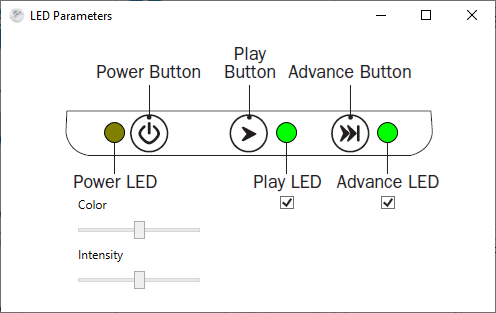 LED Parameters
Play
Power Button Button Advance Button
Power LED Play LED Advance LED
Color
Intensity